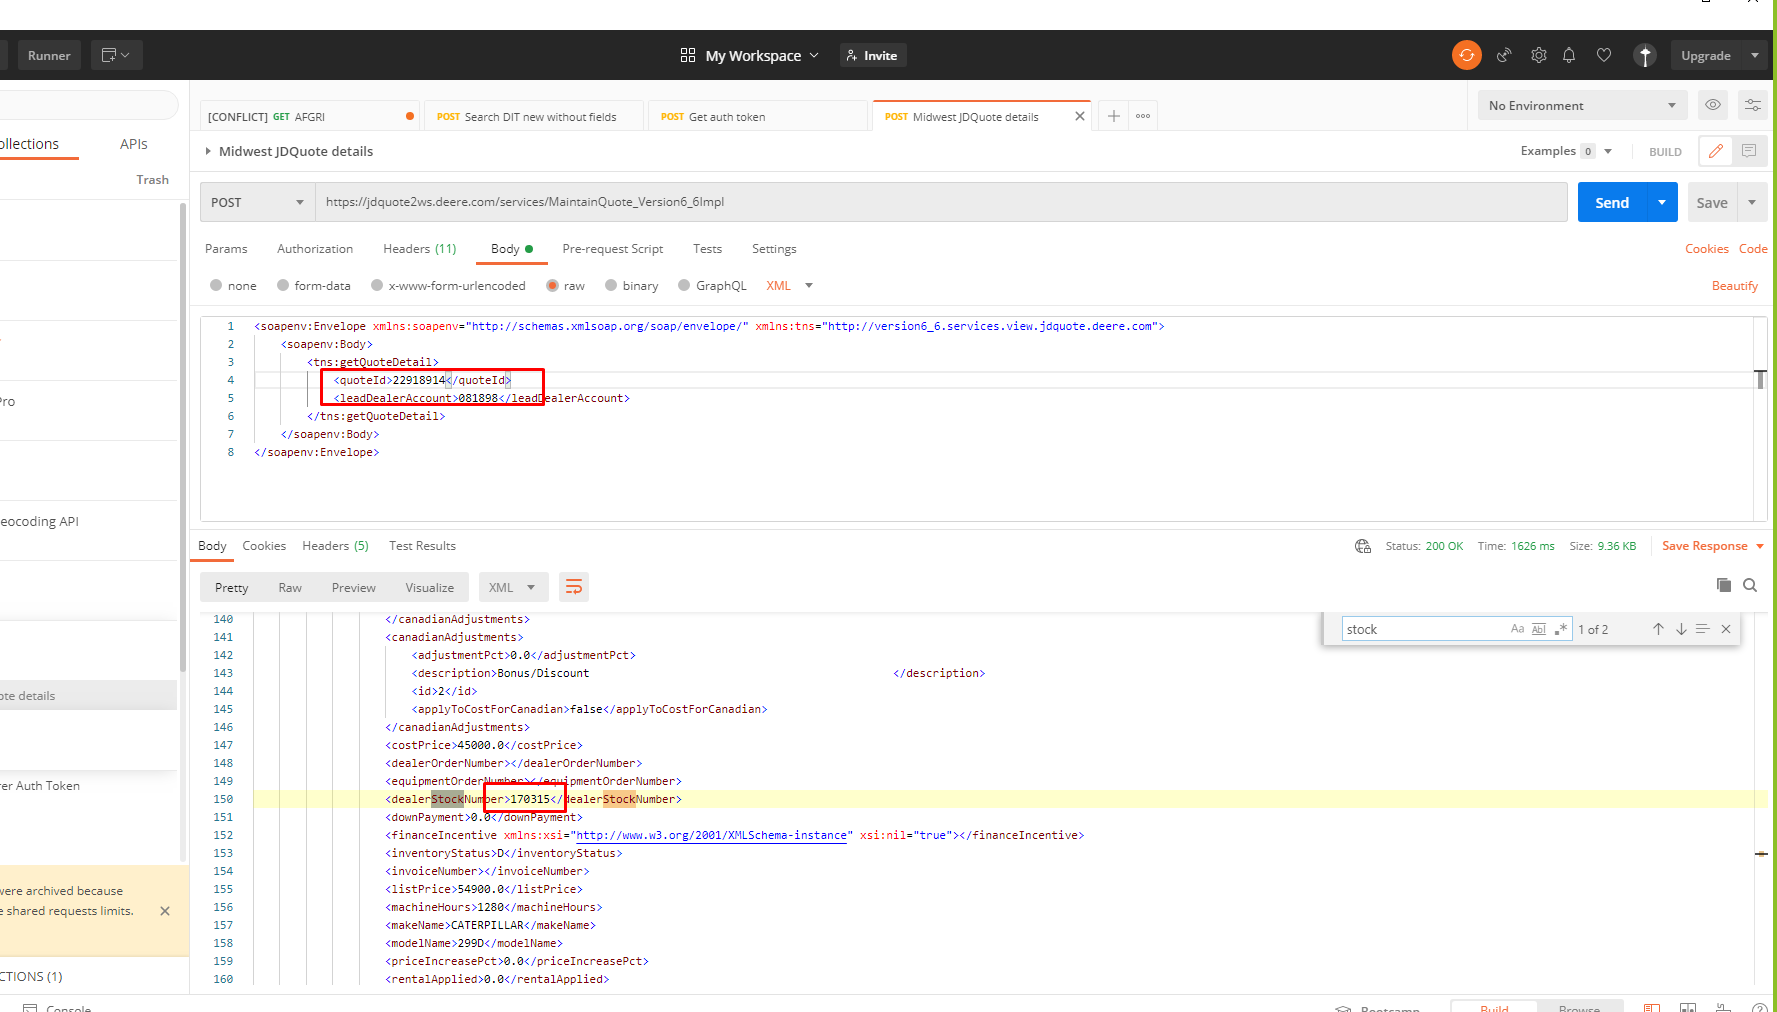 Runner
My Workspace
Invite
Upgrade
[CONFLICT] GET AFGRI
POST Search DIT new without fields
POST Get auth token
POST Midwest JDQuote details
No Environment
ollections
APIs
Trash
Midwest JDQuote details
Examples 0
BUILD
POST
https://jdquote2ws.deere.com/services/MaintainQuote_Version6_6Impl
Send
Save
Params
Authorization
Headers (11)
Body
Pre-request Script
Tests
Settings
Cookies
Code
none
form-data
x-www-form-urlencoded
raw
binary
GraphQL
XML
Beautify
1 <soapenv:Envelope xmlns:soapenv="http://schemas.xmlsoap.org/soap/envelope/" xmlns:tns="http://version6_6.services.view.jdquote.deere.com">
2 <soapenv:Body>
3 <tns:getQuoteDetail>
4 <quoteId>22918914</quoteId>
5 <leadDealerAccount>081898</leadDealerAccount>
6 </tns:getQuoteDetail>
7 </soapenv:Body>
8 </soapenv:Envelope>
ro
eocoding API
ote details
er Auth Token
were archived because
e shared requests limits.
CTIONS (1)
Body
Cookies
Headers (5)
Test Results
Status: 200 OK
Time: 1626 ms
Size: 9.36 KB
Save Response
Pretty
Raw
Preview
Visualize
XML
stock
Aa Abl .*
1 of 2
140 </canadianAdjustments>
141 <canadianAdjustments>
142 <adjustmentPct>0.0</adjustmentPct>
143 <description>Bonus/Discount </description>
144 <id>2</id>
145 <applyToCostForCanadian>false</applyToCostForCanadian>
146 </canadianAdjustments>
147 <costPrice>45000.0</costPrice>
148 <dealerOrderNumber></dealerOrderNumber>
149 <equipmentOrderNumber></equipmentOrderNumber>
150 <dealerStockNumber>170315</dealerStockNumber>
151 <downPayment>0.0</downPayment>
152 <financeIncentive xmlns:xsi="http://www.w3.org/2001/XMLSchema-instance" xsi:nil="true"></financeIncentive>
153 <inventoryStatus>D</inventoryStatus>
154 <invoiceNumber></invoiceNumber>
155 <listPrice>54900.0</listPrice>
156 <machineHours>1280</machineHours>
157 <makeName>CATERPILLAR</makeName>
158 <modelName>299D</modelName>
159 <priceIncreasePct>0.0</priceIncreasePct>
160 <rentalApplied>0.0</rentalApplied>
Console
Bootcamp
Build
Browse